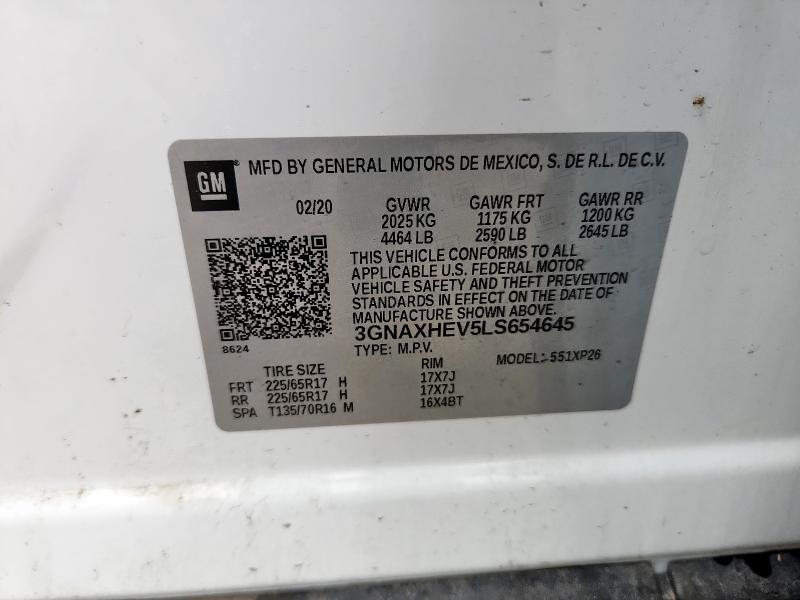 GM ® MFD BY GENERAL MOTORS DE MEXICO, S. DE R.L. DE C.V.
02/20 GVWR GAWR FRT GAWR RR
2025 KG 1175 KG 1200 KG
4464 LB 2590 LB 2645 LB
THIS VEHICLE CONFORMS TO ALL
APPLICABLE U.S. FEDERAL MOTOR
VEHICLE SAFETY AND THEFT PREVENTION
STANDARDS IN EFFECT ON THE DATE OF
MANUFACTURE SHOWN ABOVE.
3GNAXHEV5LS654645
8624 TYPE: M.P.V. MODEL: 551XP26
TIRE SIZE RIM
FRT 225/65R17 H 17X7J
RR 225/65R17 H 17X7J
SPA T135/70R16 M 16X4BT